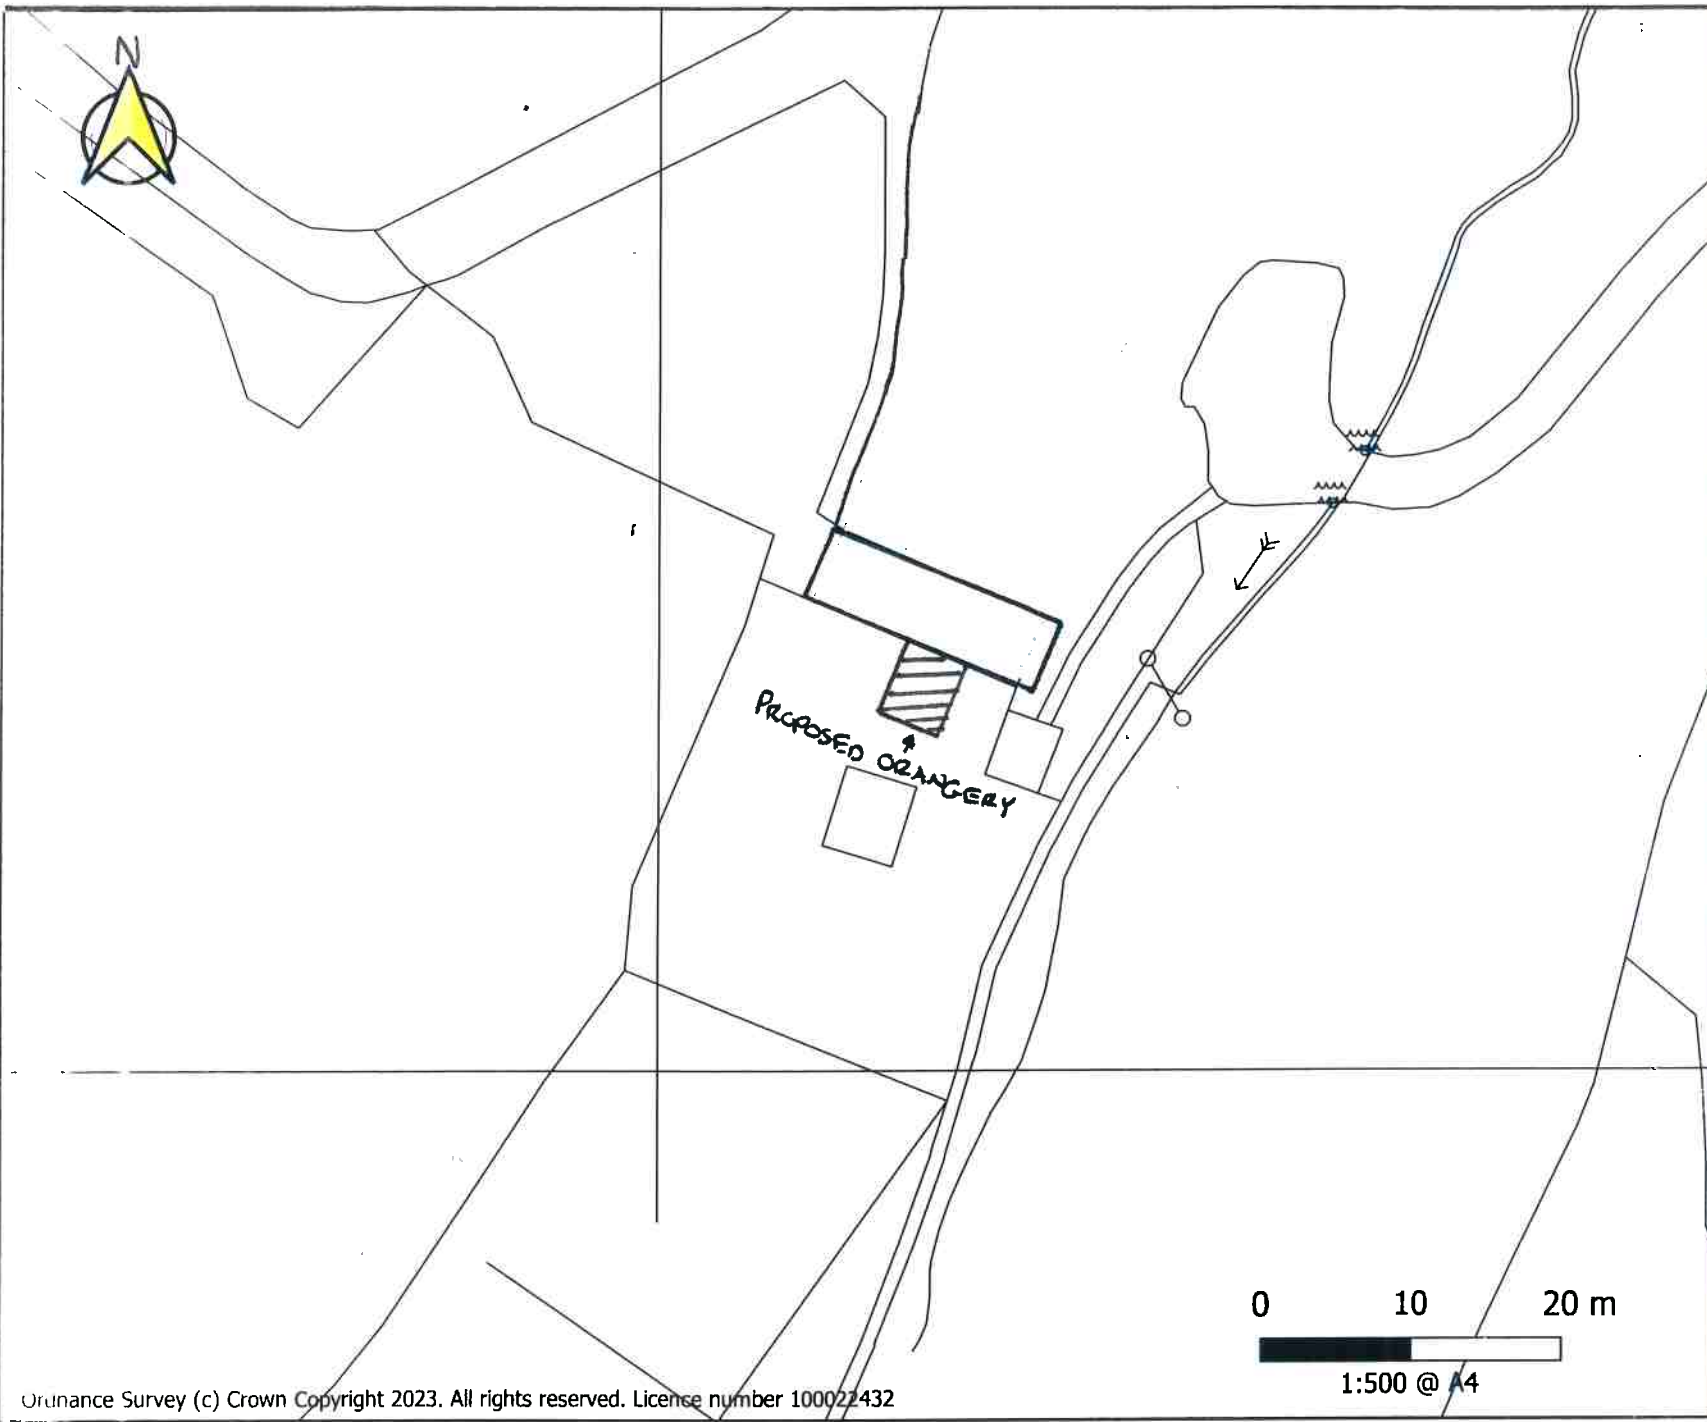 N
PROPOSED ORANGERY
0 10 20 m
1:500 @ A4
Ordnance Survey (c) Crown Copyright 2023. All rights reserved. Licence number 100022432